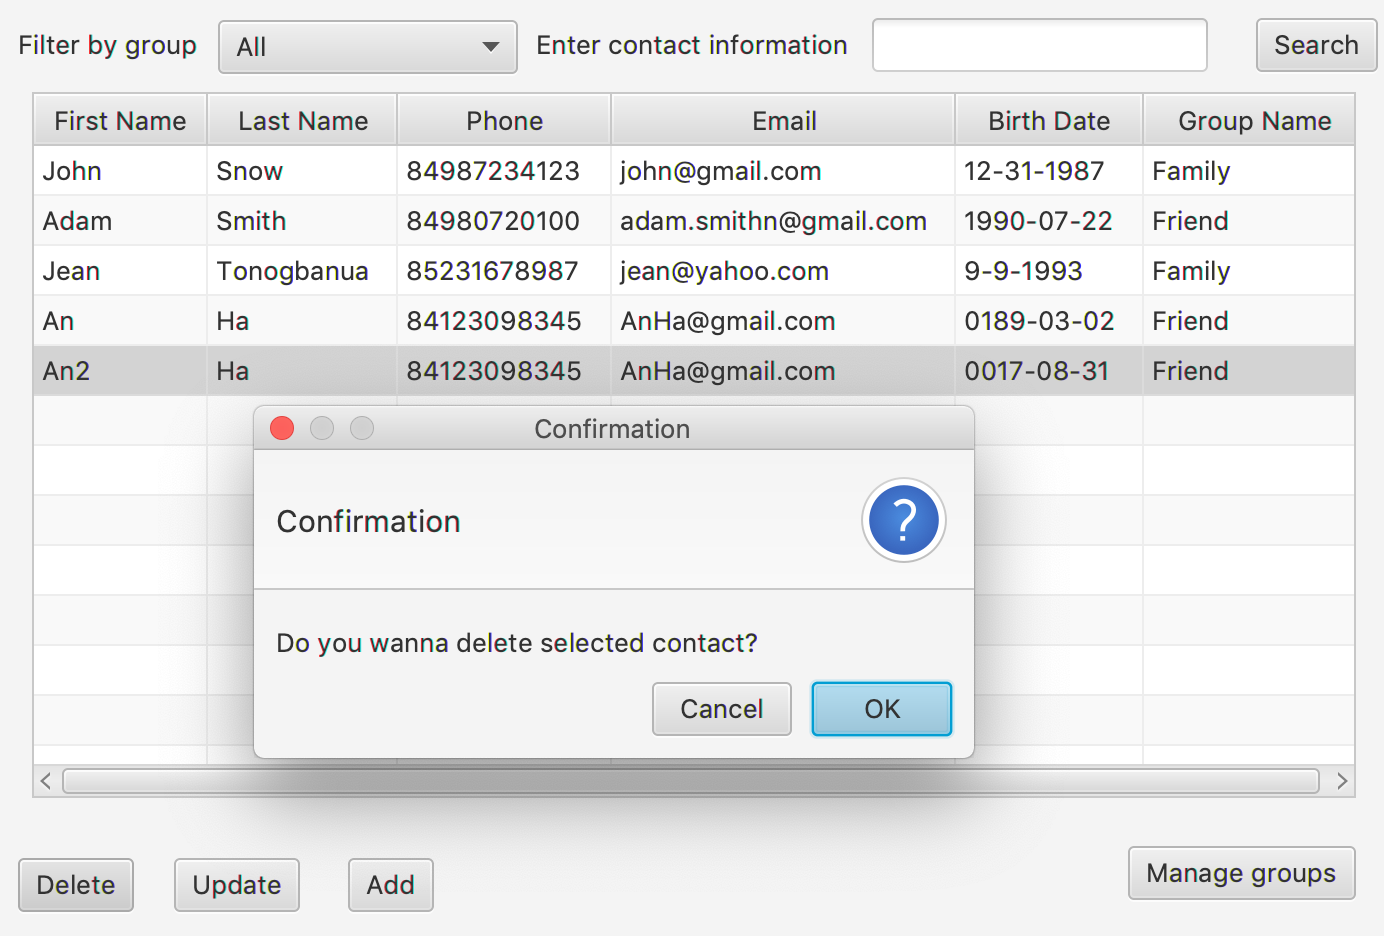 Filter by group All Enter contact information Search
First Name Last Name Phone Email Birth Date Group Name
John Snow 84987234123 john@gmail.com 12-31-1987 Family
Adam Smith 84980720100 adam.smithn@gmail.com 1990-07-22 Friend
Jean Tonogbanua 85231678987 jean@yahoo.com 9-9-1993 Family
An Ha 84123098345 AnHa@gmail.com 0189-03-02 Friend
An2 Ha 84123098345 AnHa@gmail.com 0017-08-31 Friend
Confirmation
Confirmation ?
Do you wanna delete selected contact?
Cancel OK
Delete Update Add Manage groups